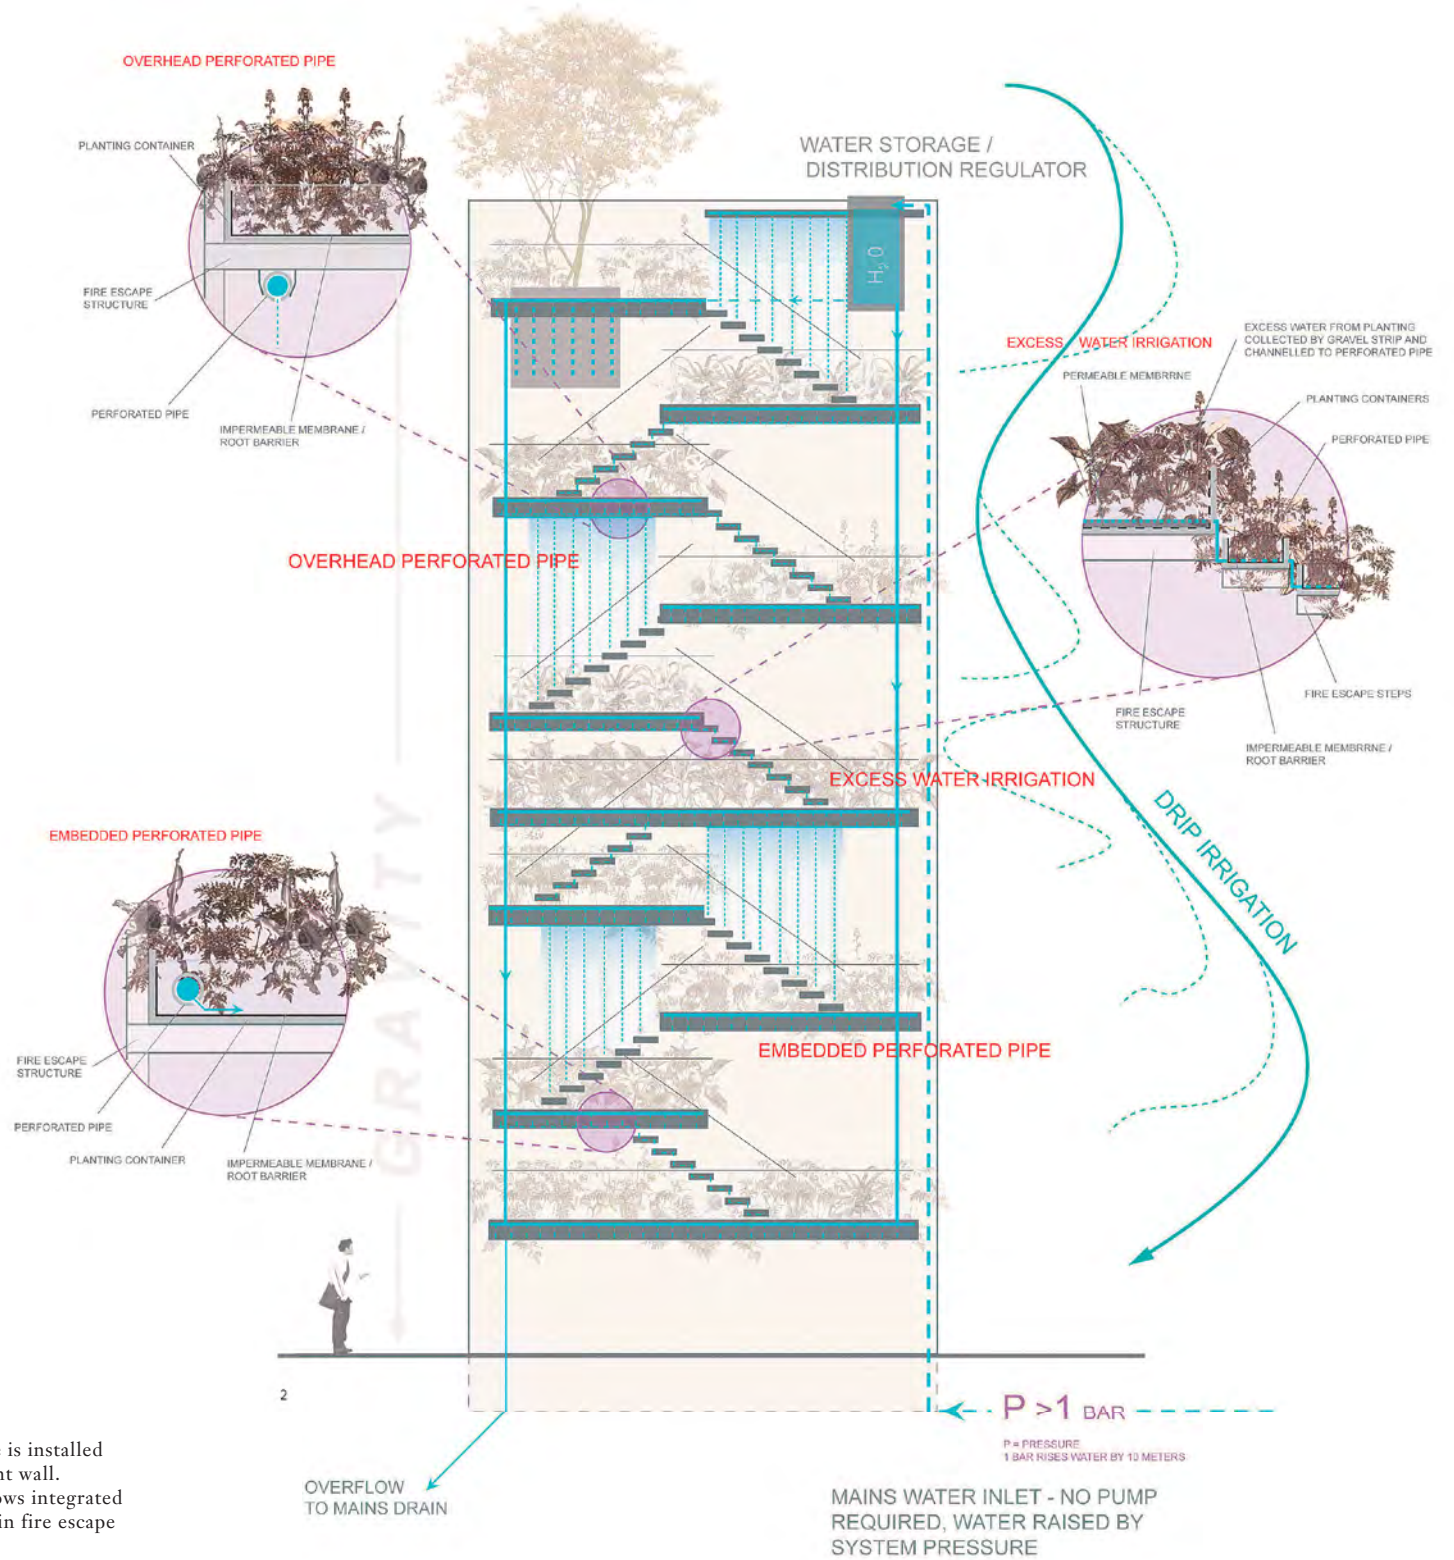 OVERHEAD PERFORATED PIPE
PLANTING CONTAINER
FIRE ESCAPE
STRUCTURE
PERFORATED PIPE
IMPERMEABLE MEMBRANE /
ROOT BARRIER
WATER STORAGE /
DISTRIBUTION REGULATOR
H2O
EXCESS WATER IRRIGATION
EXCESS WATER FROM PLANTING
COLLECTED BY GRAVEL STRIP AND
CHANNELLED TO PERFORATED PIPE
PERMEABLE MEMBRRNE
PLANTING CONTAINERS
PERFORATED PIPE
FIRE ESCAPE STEPS
FIRE ESCAPE
STRUCTURE
IMPERMEABLE MEMBRRNE /
ROOT BARRIER
OVERHEAD PERFORATED PIPE
EXCESS WATER IRRIGATION
DRIP IRRIGATION
GRAVITY
EMBEDDED PERFORATED PIPE
FIRE ESCAPE
STRUCTURE
PERFORATED PIPE
PLANTING CONTAINER
IMPERMEABLE MEMBRANE /
ROOT BARRIER
EMBEDDED PERFORATED PIPE
2
P >1 BAR
P = PRESSURE
1 BAR RISES WATER BY 10 METERS
OVERFLOW
TO MAINS DRAIN
MAINS WATER INLET - NO PUMP
REQUIRED, WATER RAISED BY
SYSTEM PRESSURE
is installed
nt wall.
ows integrated
in fire escape